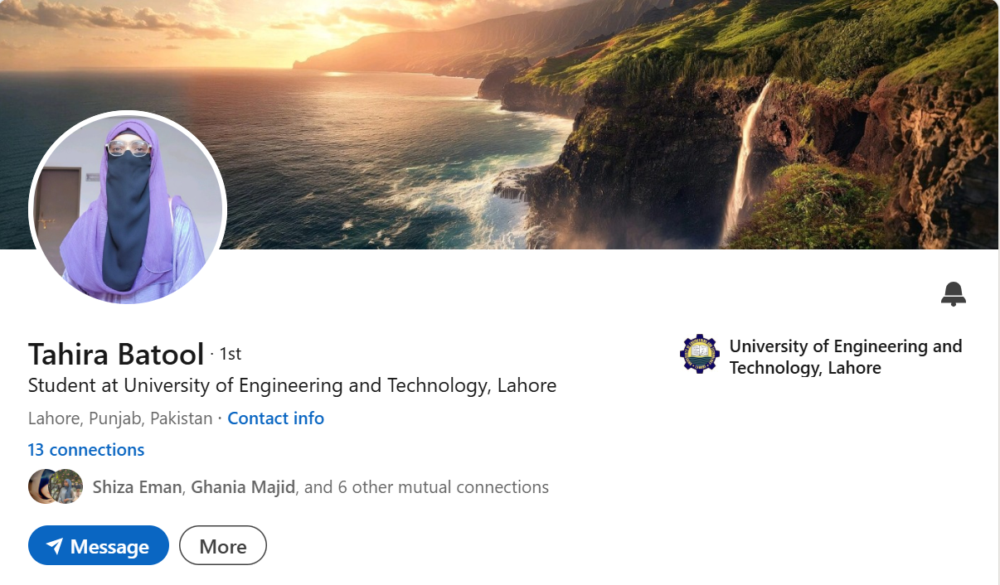 Tahira Batool · 1st
Student at University of Engineering and Technology, Lahore
Lahore, Punjab, Pakistan · Contact info
13 connections
Shiza Eman, Ghania Majid, and 6 other mutual connections
Message
More
University of Engineering and
Technology, Lahore